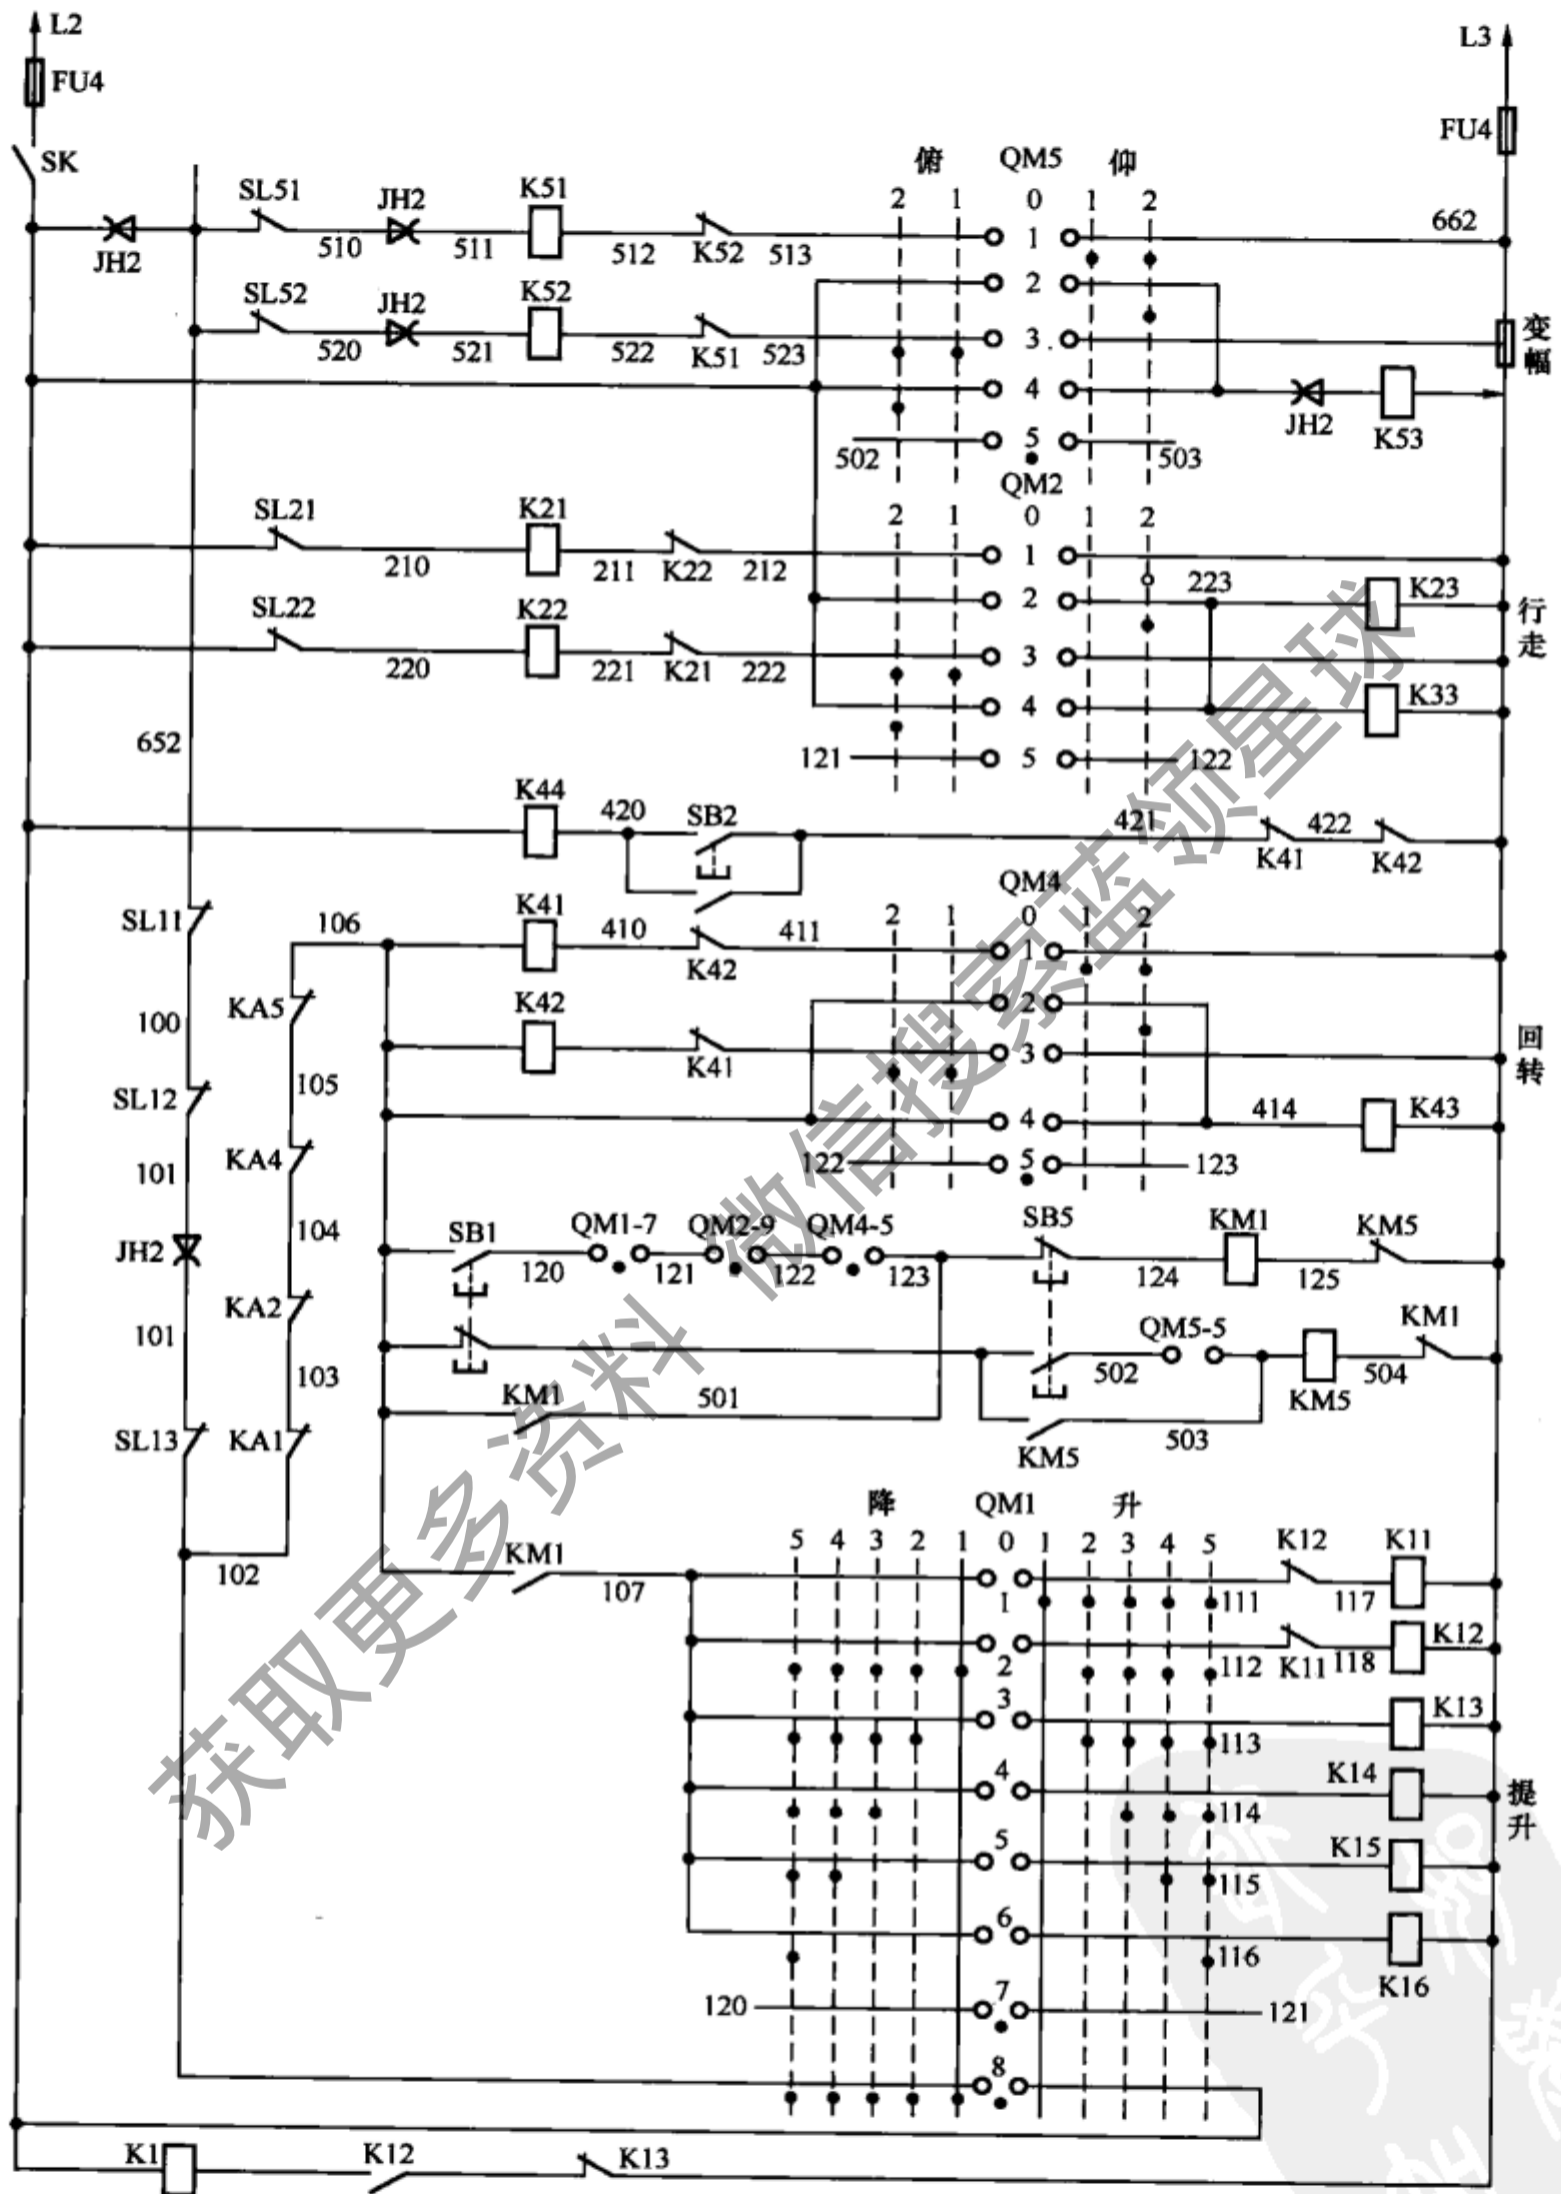 L2
L3
FU4
FU4
SK
俯 QM5 仰
2 1 0 1 2
SL51
JH2
K51
JH2
510
511
512
K52
513
1
662
SL52
JH2
K52
2
520
521
522
K51
523
3
变幅
4
JH2
K53
502
5
503
QM2
2 1 0 1 2
SL21
K21
210
211
K22
212
1
SL22
K22
2
223
K23
行走
220
221
K21
222
3
4
K33
652
121
5
122
K44
420
SB2
421
K41
422
K42
QM4
2 1 0 1 2
SL11
106
K41
410
K42
411
1
K42
2
100
KA5
K41
3
回转
SL12
105
4
414
K43
101
KA4
122
5
123
104
JH2
SB1
QM1-7
QM2-9
QM4-5
SB5
KM1
KM5
120
121
122
123
124
125
KA2
101
QM5-5
KM1
103
502
KM5
504
KM1
501
SL13
KA1
KM5
503
降 QM1 升
5 4 3 2 1 0 1 2 3 4 5
102
KM1
107
1
111
K12
117
K11
2
112
K11
118
K12
3
113
K13
4
114
K14
提升
5
115
K15
6
116
K16
120
7
121
8
K1
K12
K13
获取更多资料 微信搜索蓝领星球